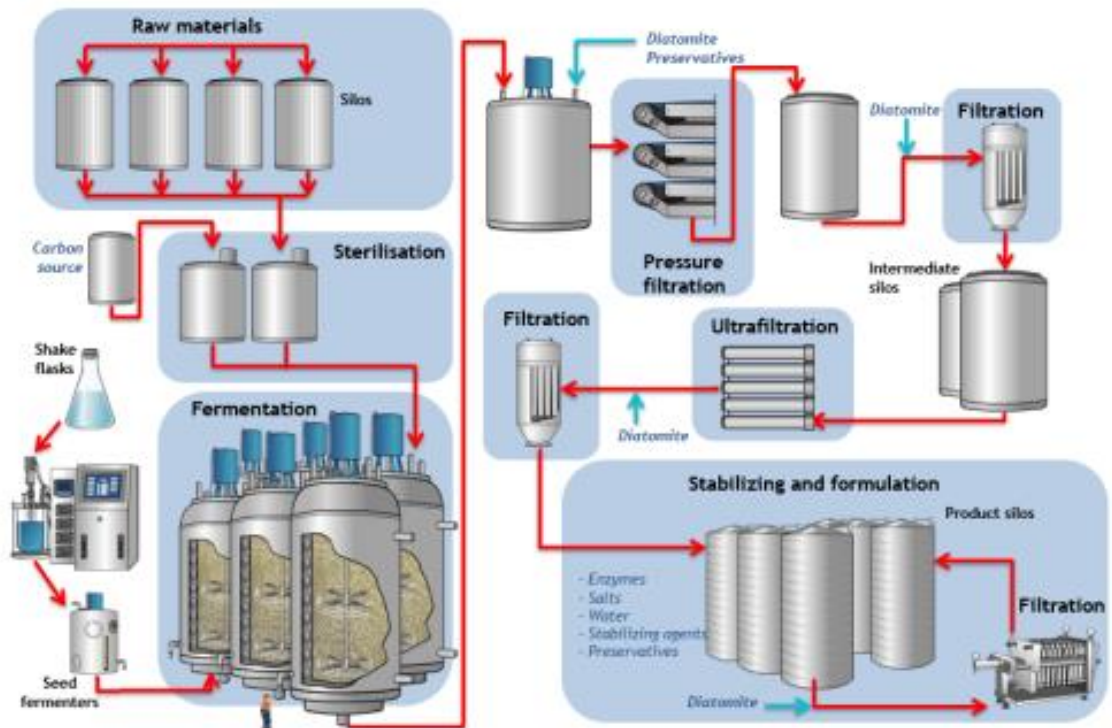 Raw materials
Silos
Carbon
source
Sterilisation
Shake
flasks
Fermentation
Seed
fermenters
Diatomite
Preservatives
Pressure
filtration
Diatomite
Filtration
Intermediate
silos
Ultrafiltration
Filtration
Diatomite
Stabilizing and formulation
Product silos
- Enzymes
- Salts
- Water
- Stabilizing agents
- Preservatives
Filtration
Diatomite